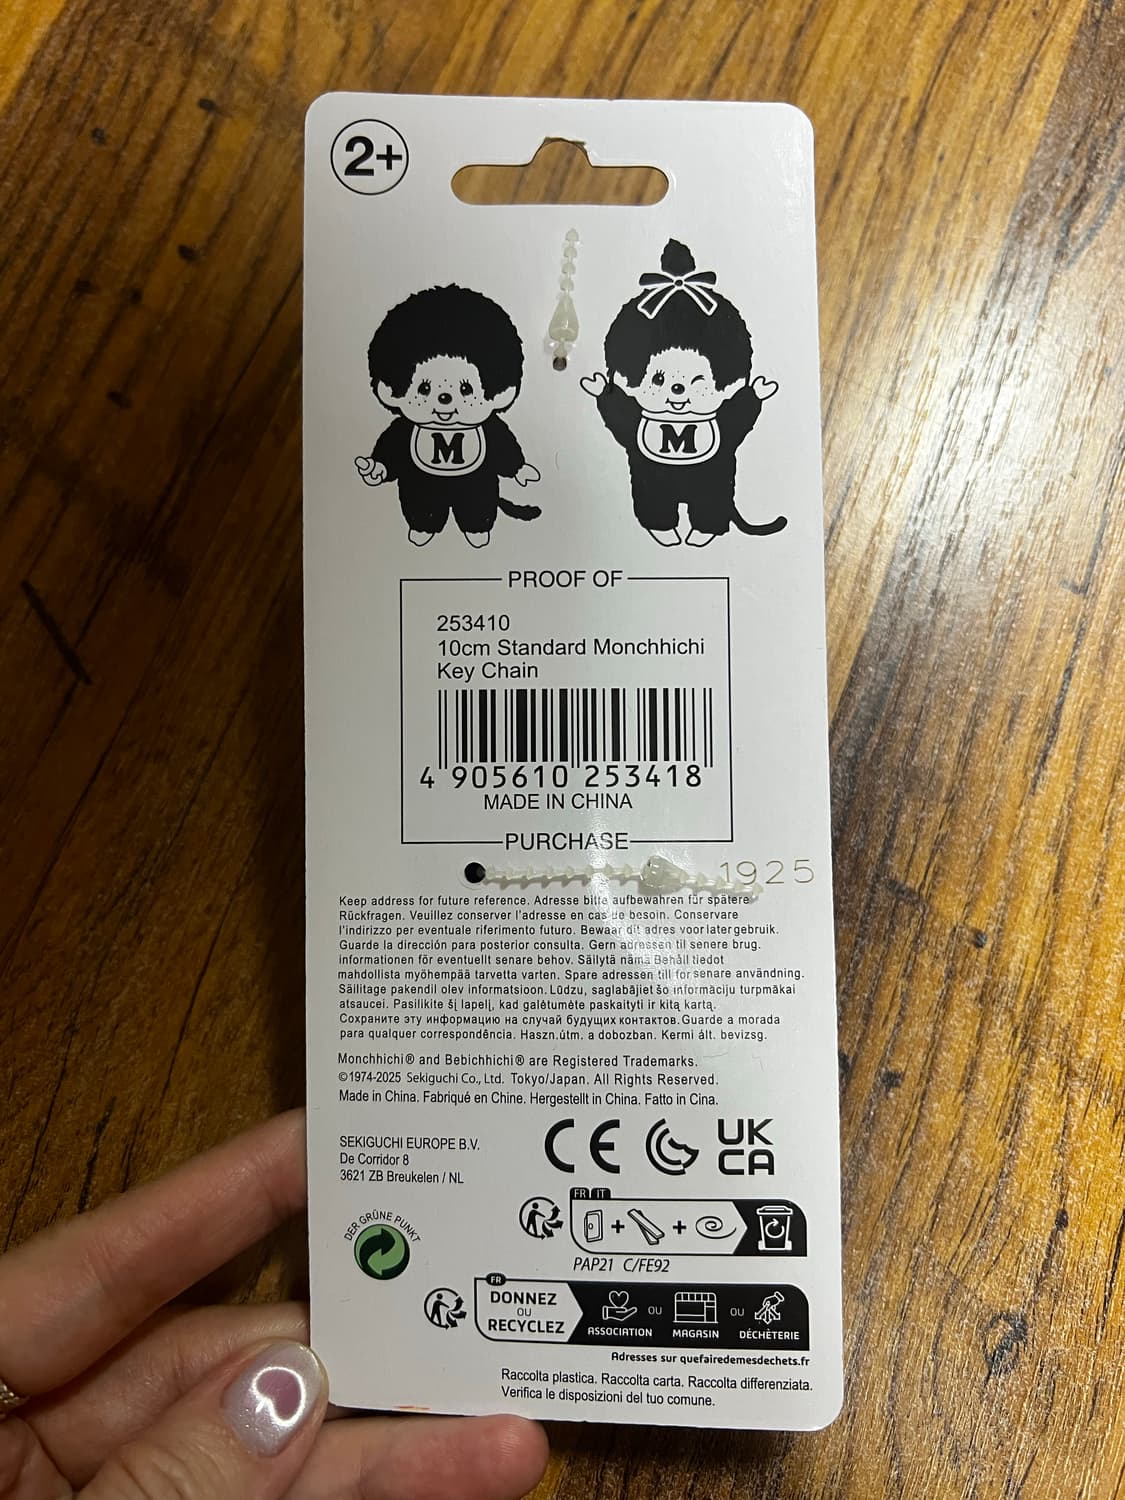 2+
M
M
PROOF OF
253410
10cm Standard Monchhichi
Key Chain
4 905610 253418
MADE IN CHINA
PURCHASE
1925
Keep address for future reference. Adresse bitte aufbewahren für spätere
Rückfragen. Veuillez conserver l'adresse en cas de besoin. Conservare
l'indirizzo per eventuale riferimento futuro. Bewaar dit adres voor later gebruik.
Guarde la dirección para posterior consulta. Gern adressen til senere brug.
informationen för eventuellt senare behov. Säilytä nämä Behåll tiedot
mahdollista myöhempää tarvetta varten. Spare adressen till for senare användning.
Säilitage pakendil olev informatsioon. Lūdzu, saglabājiet šo informāciju turpmākai
atsaucei. Pasilikite šį lapelį, kad galėtumėte paskaityti ir kitą kartą.
Сохраните эту информацию на случай будущих контактов. Guarde a morada
para qualquer correspondência. Haszn.útm. a dobozban. Kermi ált. bevizsg.
Monchhichi® and Bebichhichi® are Registered Trademarks.
©1974-2025 Sekiguchi Co., Ltd. Tokyo/Japan. All Rights Reserved.
Made in China. Fabriqué en Chine. Hergestellt in China. Fatto in Cina.
SEKIGUCHI EUROPE B.V.
De Corridor 8
3621 ZB Breukelen / NL
CE
UK
CA
DER GRÜNE PUNKT
FR IT
+ +
PAP21 C/FE92
FR
DONNEZ
OU
RECYCLEZ
ASSOCIATION OU MAGASIN OU DÉCHÈTERIE
Adresses sur quefairedemesdechets.fr
Raccolta plastica. Raccolta carta. Raccolta differenziata.
Verifica le disposizioni del tuo comune.